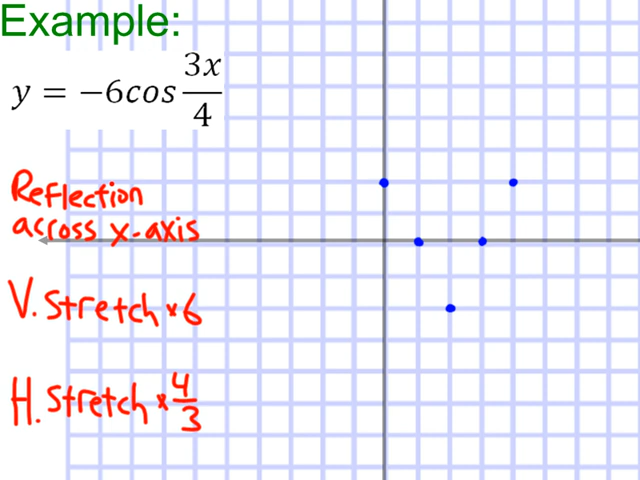 Example:
y = −6cos 3x/4
Reflection
across x-axis
V. Stretch × 6
H. Stretch × 4/3